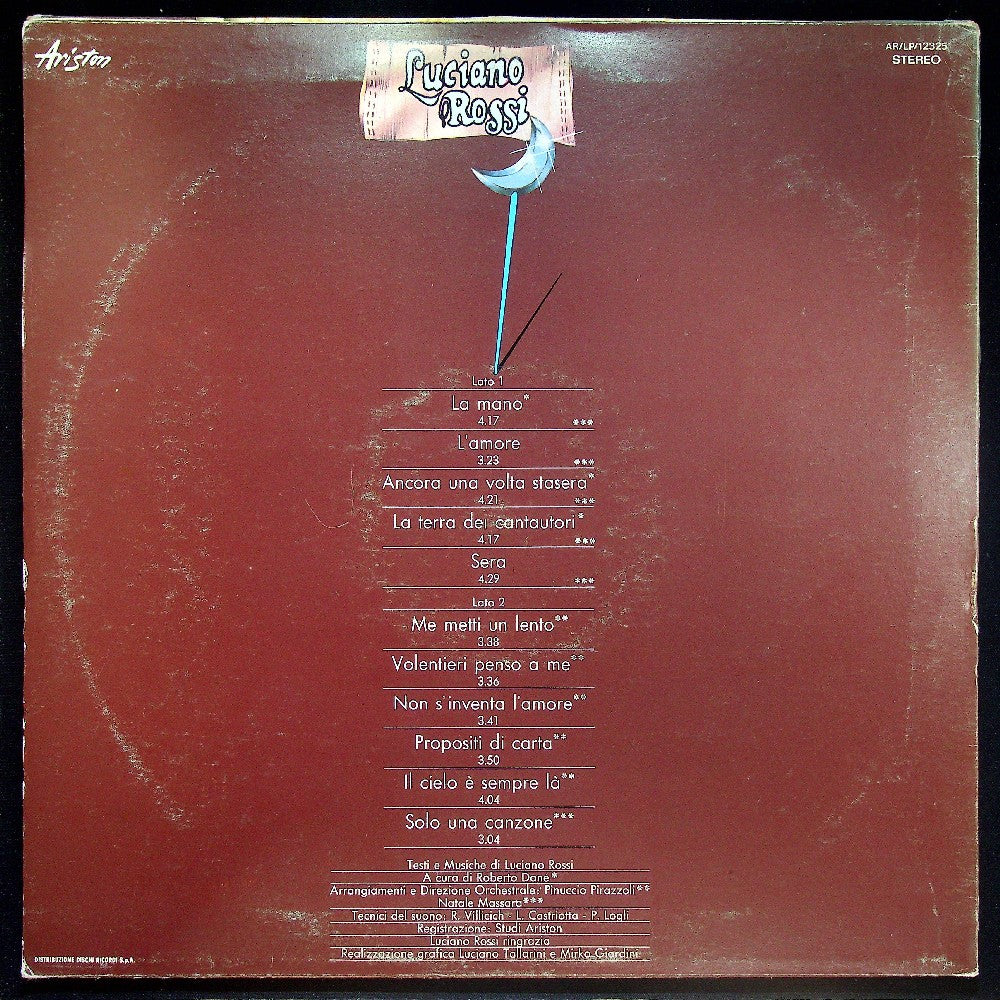 Ariston
Luciano
Rossi
AR/LP/12325
STEREO
Lato 1
La mano*
4.17 ***
L'amore
3.23 ***
Ancora una volta stasera*
4.21 ***
La terra dei cantautori*
4.17 ***
Sera
4.29 ***
Lato 2
Me metti un lento**
3.38
Volentieri penso a me**
3.36
Non s'inventa l'amore**
3.41
Propositi di carta**
3.50
Il cielo è sempre là**
4.04
Solo una canzone***
3.04
Testi e Musiche di Luciano Rossi
A cura di Roberto Dane*
Arrangiamenti e Direzione Orchestrale: Pinuccio Pirazzoli**
Natale Massara***
Tecnici del suono: R. Villicich - L. Castriotta - P. Logli
Registrazione: Studi Ariston
Luciano Rossi ringrazia
Realizzazione grafica Luciano Tallarini e Mirko Giardini
DISTRIBUZIONE DISCHI RICORDI S.p.A.